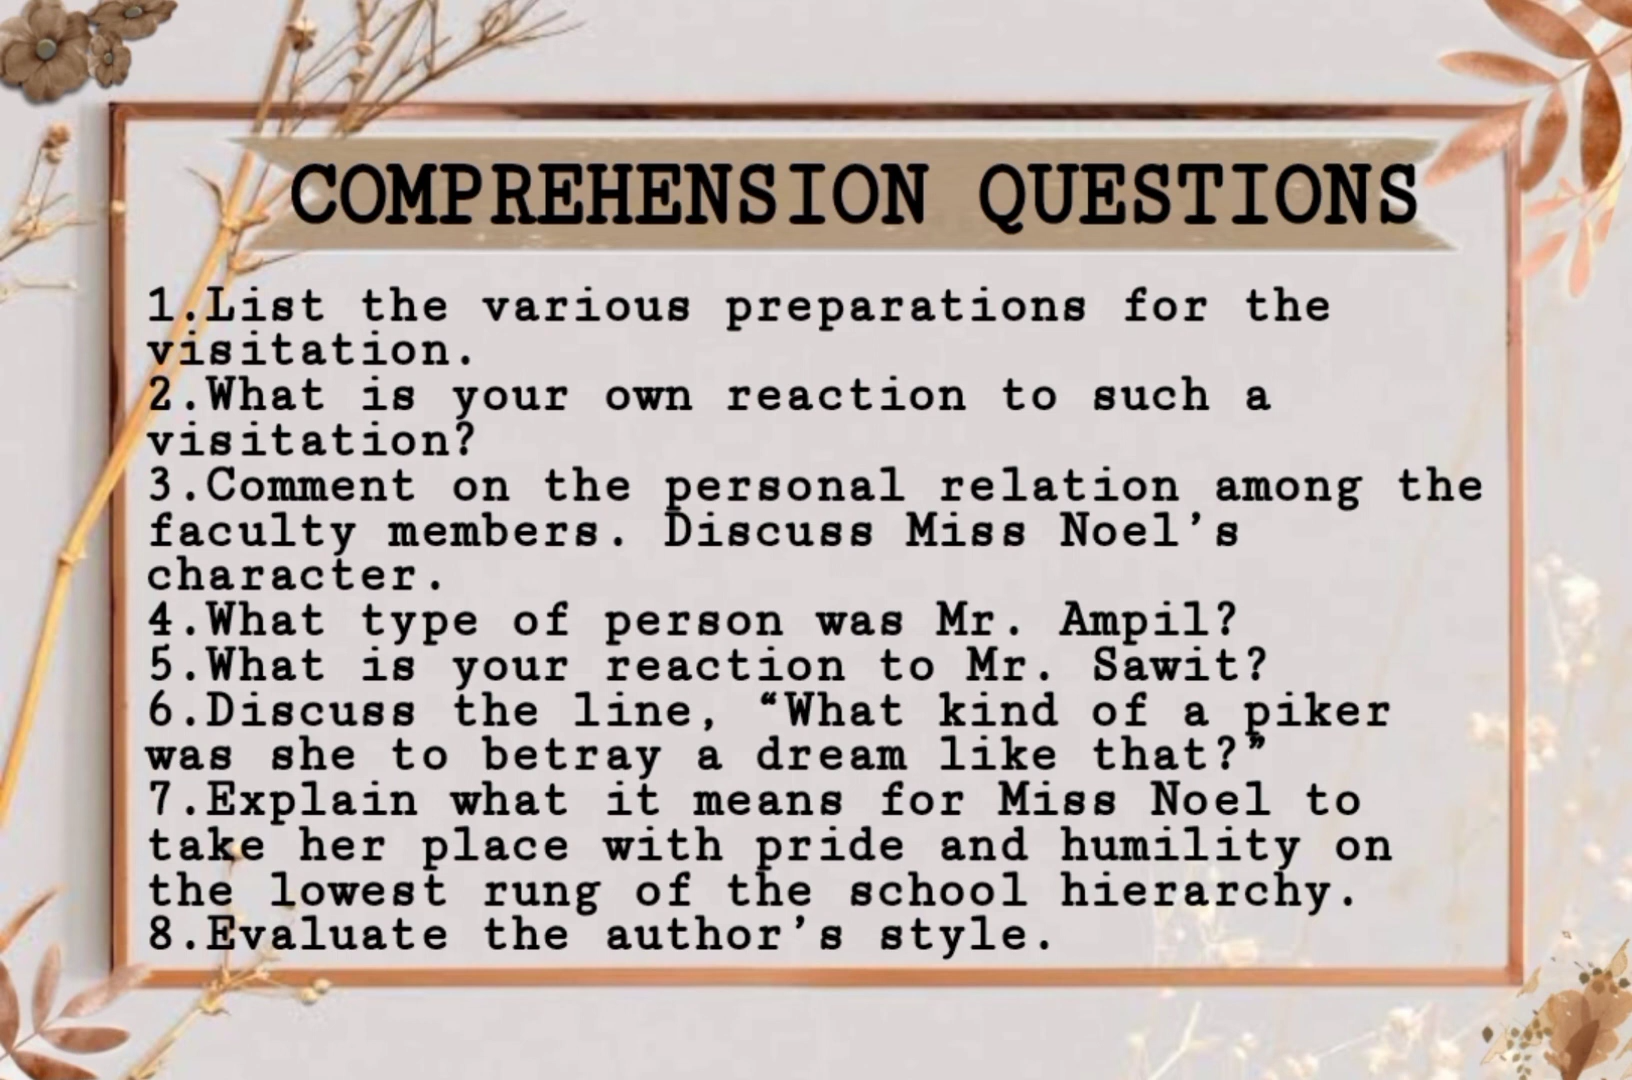 COMPREHENSION QUESTIONS
1.List the various preparations for the
visitation.
2.What is your own reaction to such a
visitation?
3.Comment on the personal relation among the
faculty members. Discuss Miss Noel’s
character.
4.What type of person was Mr. Ampil?
5.What is your reaction to Mr. Sawit?
6.Discuss the line, “What kind of a piker
was she to betray a dream like that?”
7.Explain what it means for Miss Noel to
take her place with pride and humility on
the lowest rung of the school hierarchy.
8.Evaluate the author’s style.